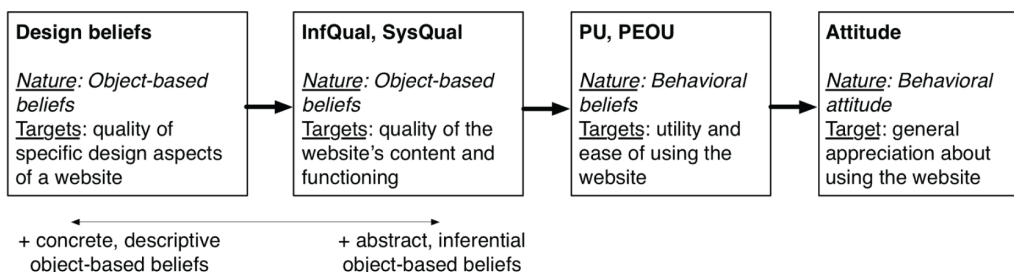 Design beliefs
Nature: Object-based
beliefs
Targets: quality of
specific design aspects
of a website
InfQual, SysQual
Nature: Object-based
beliefs
Targets: quality of the
website's content and
functioning
PU, PEOU
Nature: Behavioral
beliefs
Targets: utility and
ease of using the
website
Attitude
Nature: Behavioral
attitude
Target: general
appreciation about
using the website
+ concrete, descriptive
object-based beliefs
+ abstract, inferential
object-based beliefs